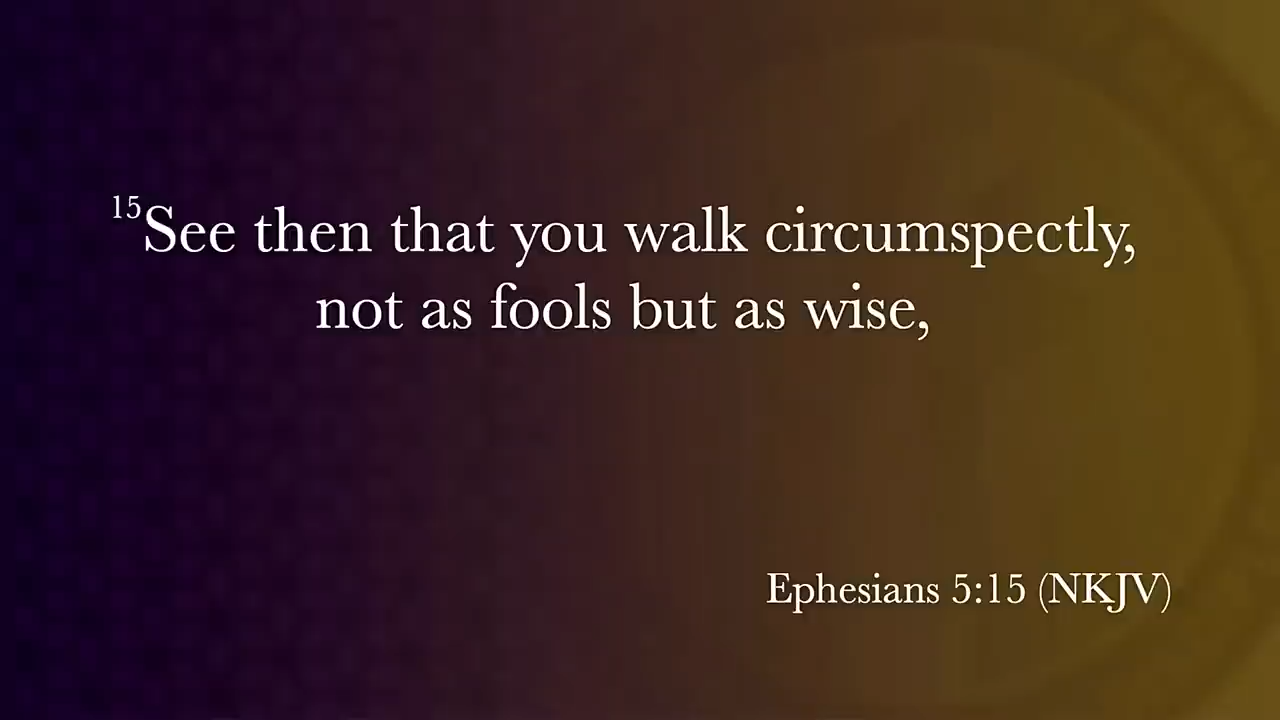 15See then that you walk circumspectly,
not as fools but as wise,
Ephesians 5:15 (NKJV)